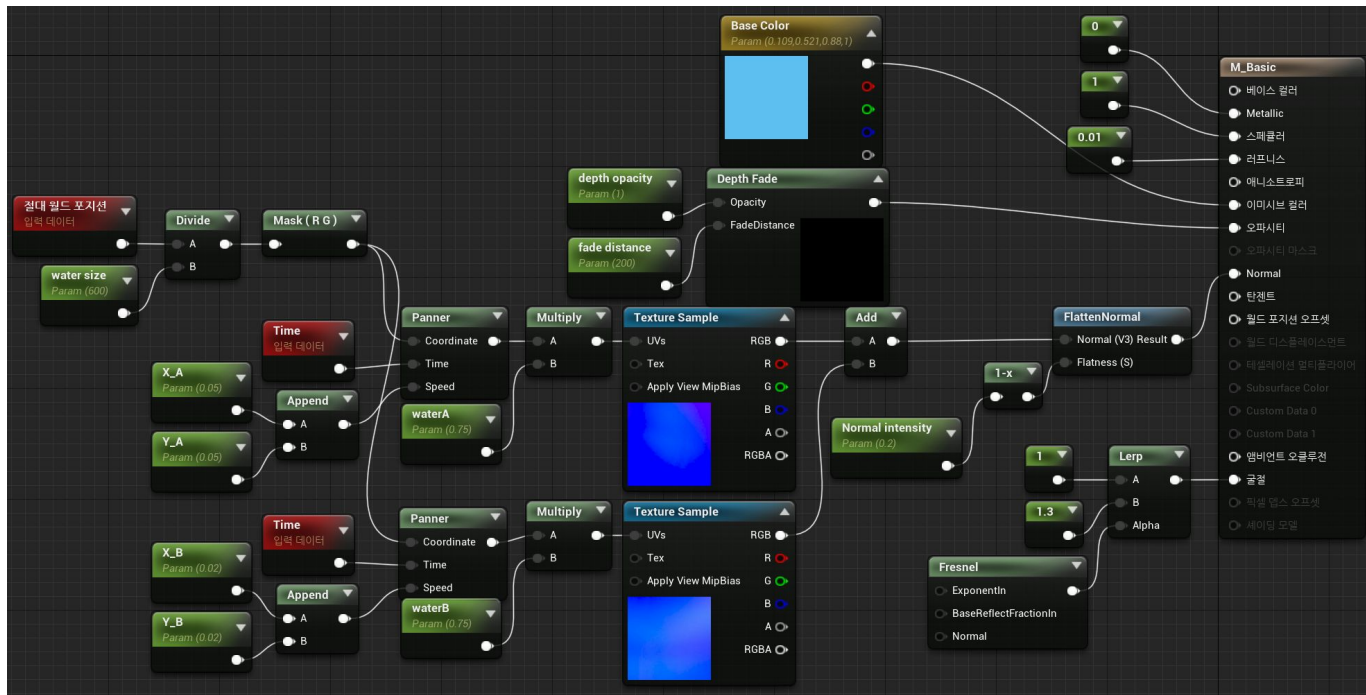 Base Color
Param (0.109,0.521,0.88,1)
0
1
0.01
M_Basic
베이스 컬러
Metallic
스페큘러
러프니스
애니소트로피
이미시브 컬러
오파시티
오파시티 마스크
Normal
탄젠트
월드 포지션 오프셋
월드 디스플레이스먼트
테셀레이션 멀티플라이어
Subsurface Color
Custom Data 0
Custom Data 1
앰비언트 오클루전
굴절
픽셀 뎁스 오프셋
셰이딩 모델
depth opacity
Param (1)
fade distance
Param (200)
Depth Fade
Opacity
FadeDistance
절대 월드 포지션
입력 데이터
water size
Param (600)
Divide
A
B
Mask ( R G )
Time
입력 데이터
X_A
Param (0.05)
Y_A
Param (0.05)
Append
A
B
Panner
Coordinate
Time
Speed
waterA
Param (0.75)
Multiply
A
B
Texture Sample
UVs RGB
Tex R
Apply View MipBias G
B
A
RGBA
Add
A
B
FlattenNormal
Normal (V3) Result
Flatness (S)
1-x
Normal intensity
Param (0.2)
Time
입력 데이터
X_B
Param (0.02)
Y_B
Param (0.02)
Append
A
B
Panner
Coordinate
Time
Speed
waterB
Param (0.75)
Multiply
A
B
Texture Sample
UVs RGB
Tex R
Apply View MipBias G
B
A
RGBA
1
1.3
Lerp
A
B
Alpha
Fresnel
ExponentIn
BaseReflectFractionIn
Normal